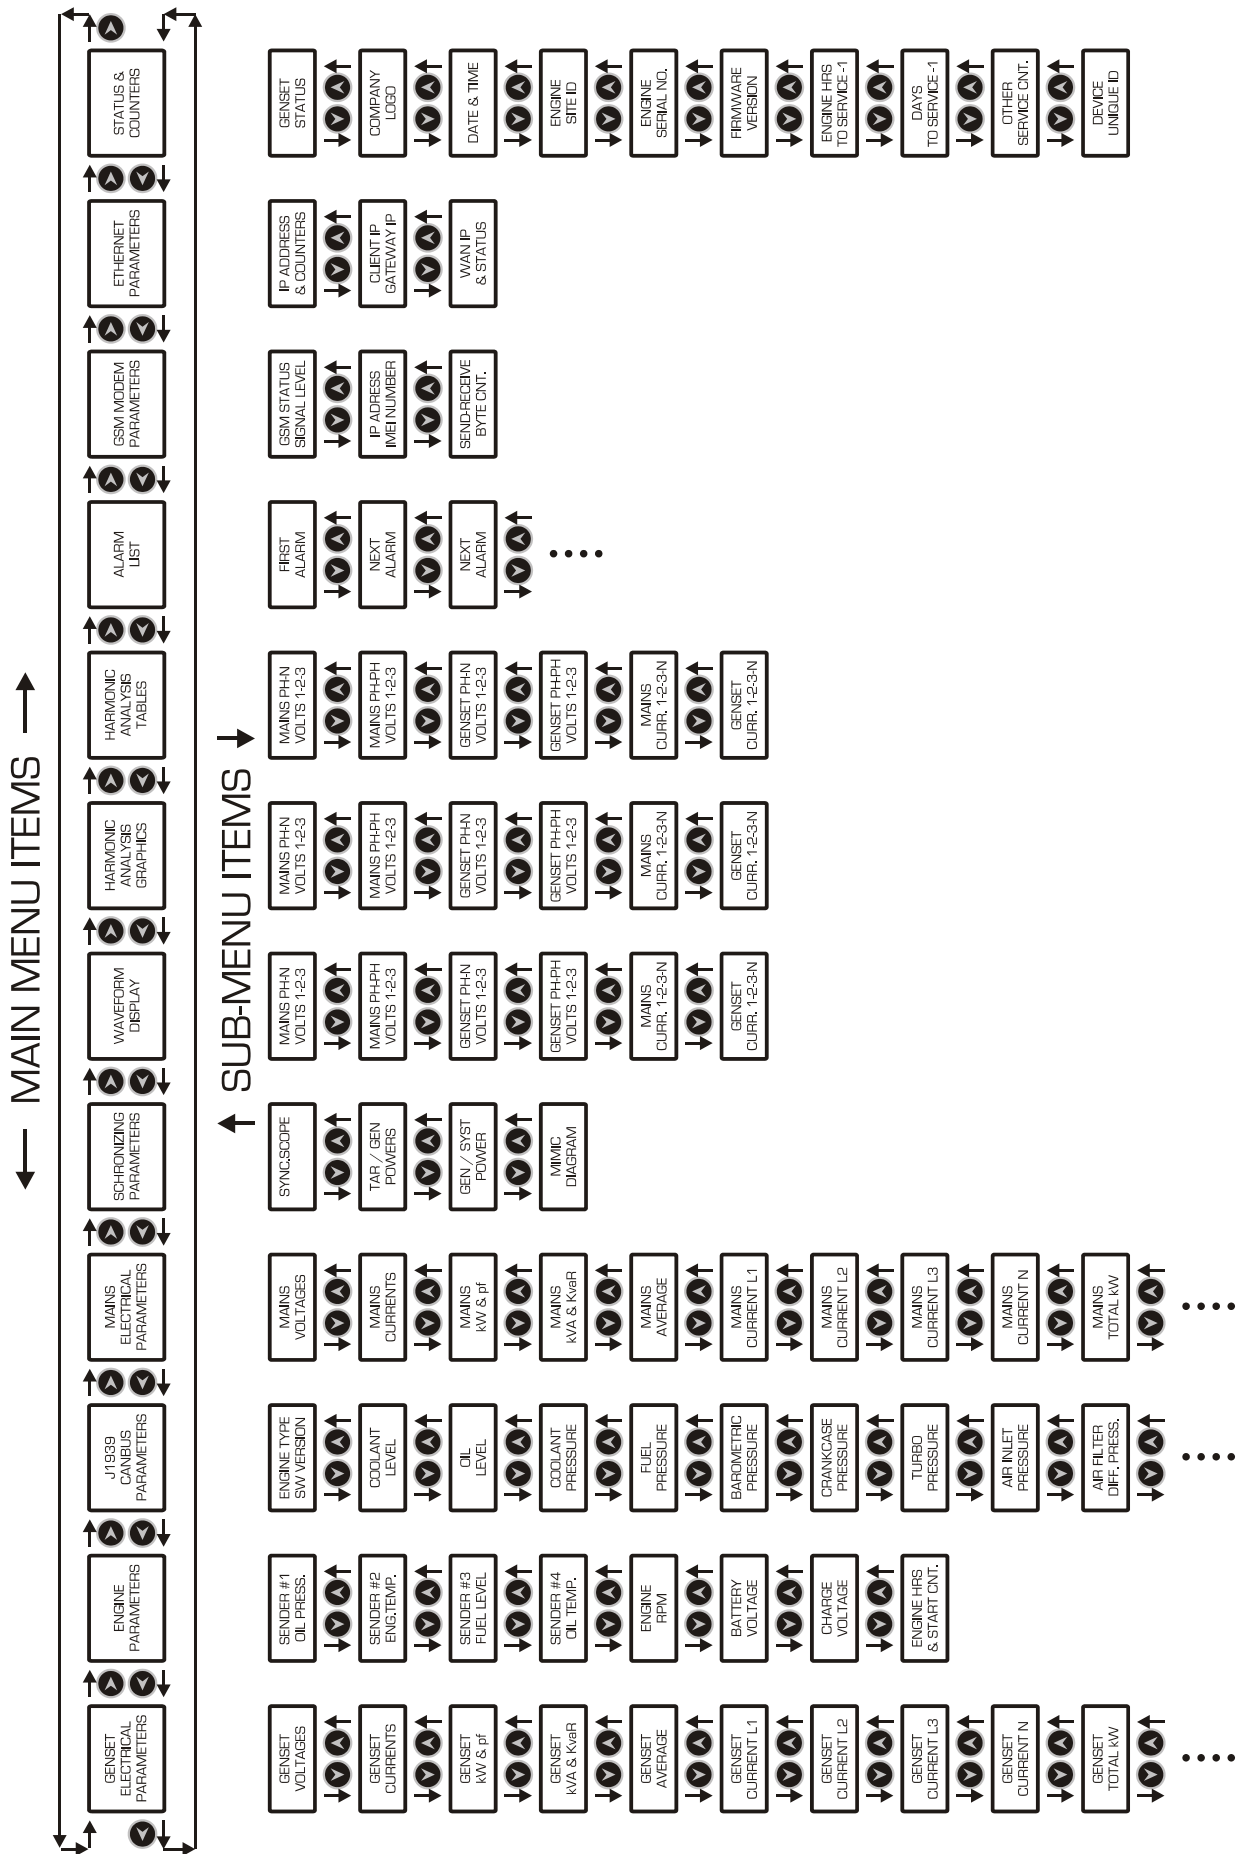 MAIN MENU ITEMS
GENSET
ELECTRICAL
PARAMETERS
ENGINE
PARAMETERS
J1939
CANBUS
PARAMETERS
MAINS
ELECTRICAL
PARAMETERS
SCHRONIZING
PARAMETERS
WAVEFORM
DISPLAY
HARMONIC
ANALYSIS
GRAPHICS
HARMONIC
ANALYSIS
TABLES
ALARM
LIST
GSM MODEM
PARAMETERS
ETHERNET
PARAMETERS
STATUS &
COUNTERS
SUB-MENU ITEMS
GENSET
VOLTAGES
GENSET
CURRENTS
GENSET
kW & pf
GENSET
kVA & KvaR
GENSET
AVERAGE
GENSET
CURRENT L1
GENSET
CURRENT L2
GENSET
CURRENT L3
GENSET
CURRENT N
GENSET
TOTAL kW
SENDER #1
OIL PRESS.
SENDER #2
ENG.TEMP.
SENDER #3
FUEL LEVEL
SENDER #4
OIL TEMP.
ENGINE
RPM
BATTERY
VOLTAGE
CHARGE
VOLTAGE
ENGINE HRS
& START CNT.
ENGINE TYPE
SW VERSION
COOLANT
LEVEL
OIL
LEVEL
COOLANT
PRESSURE
FUEL
PRESSURE
BAROMETRIC
PRESSURE
CRANKCASE
PRESSURE
TURBO
PRESSURE
AIR INLET
PRESSURE
AIR FILTER
DIFF. PRESS.
MAINS
VOLTAGES
MAINS
CURRENTS
MAINS
kW & pf
MAINS
kVA & KvaR
MAINS
AVERAGE
MAINS
CURRENT L1
MAINS
CURRENT L2
MAINS
CURRENT L3
MAINS
CURRENT N
MAINS
TOTAL kW
SYNC.SCOPE
TAR / GEN
POWERS
GEN / SYST
POWER
MIMIC
DIAGRAM
MAINS PH-N
VOLTS 1-2-3
MAINS PH-PH
VOLTS 1-2-3
GENSET PH-N
VOLTS 1-2-3
GENSET PH-PH
VOLTS 1-2-3
MAINS
CURR. 1-2-3-N
GENSET
CURR. 1-2-3-N
MAINS PH-N
VOLTS 1-2-3
MAINS PH-PH
VOLTS 1-2-3
GENSET PH-N
VOLTS 1-2-3
GENSET PH-PH
VOLTS 1-2-3
MAINS
CURR. 1-2-3-N
GENSET
CURR. 1-2-3-N
MAINS PH-N
VOLTS 1-2-3
MAINS PH-PH
VOLTS 1-2-3
GENSET PH-N
VOLTS 1-2-3
GENSET PH-PH
VOLTS 1-2-3
MAINS
CURR. 1-2-3-N
GENSET
CURR. 1-2-3-N
FIRST
ALARM
NEXT
ALARM
NEXT
ALARM
GSM STATUS
SIGNAL LEVEL
IP ADRESS
IMEI NUMBER
SEND-RECEIVE
BYTE CNT.
IP ADDRESS
& COUNTERS
CLIENT IP
GATEWAY IP
WAN IP
& STATUS
GENSET
STATUS
COMPANY
LOGO
DATE & TIME
ENGINE
SITE ID
ENGINE
SERIAL NO.
FIRMWARE
VERSION
ENGINE HRS
TO SERVICE -1
DAYS
TO SERVICE -1
OTHER
SERVICE CNT.
DEVICE
UNIQUE ID